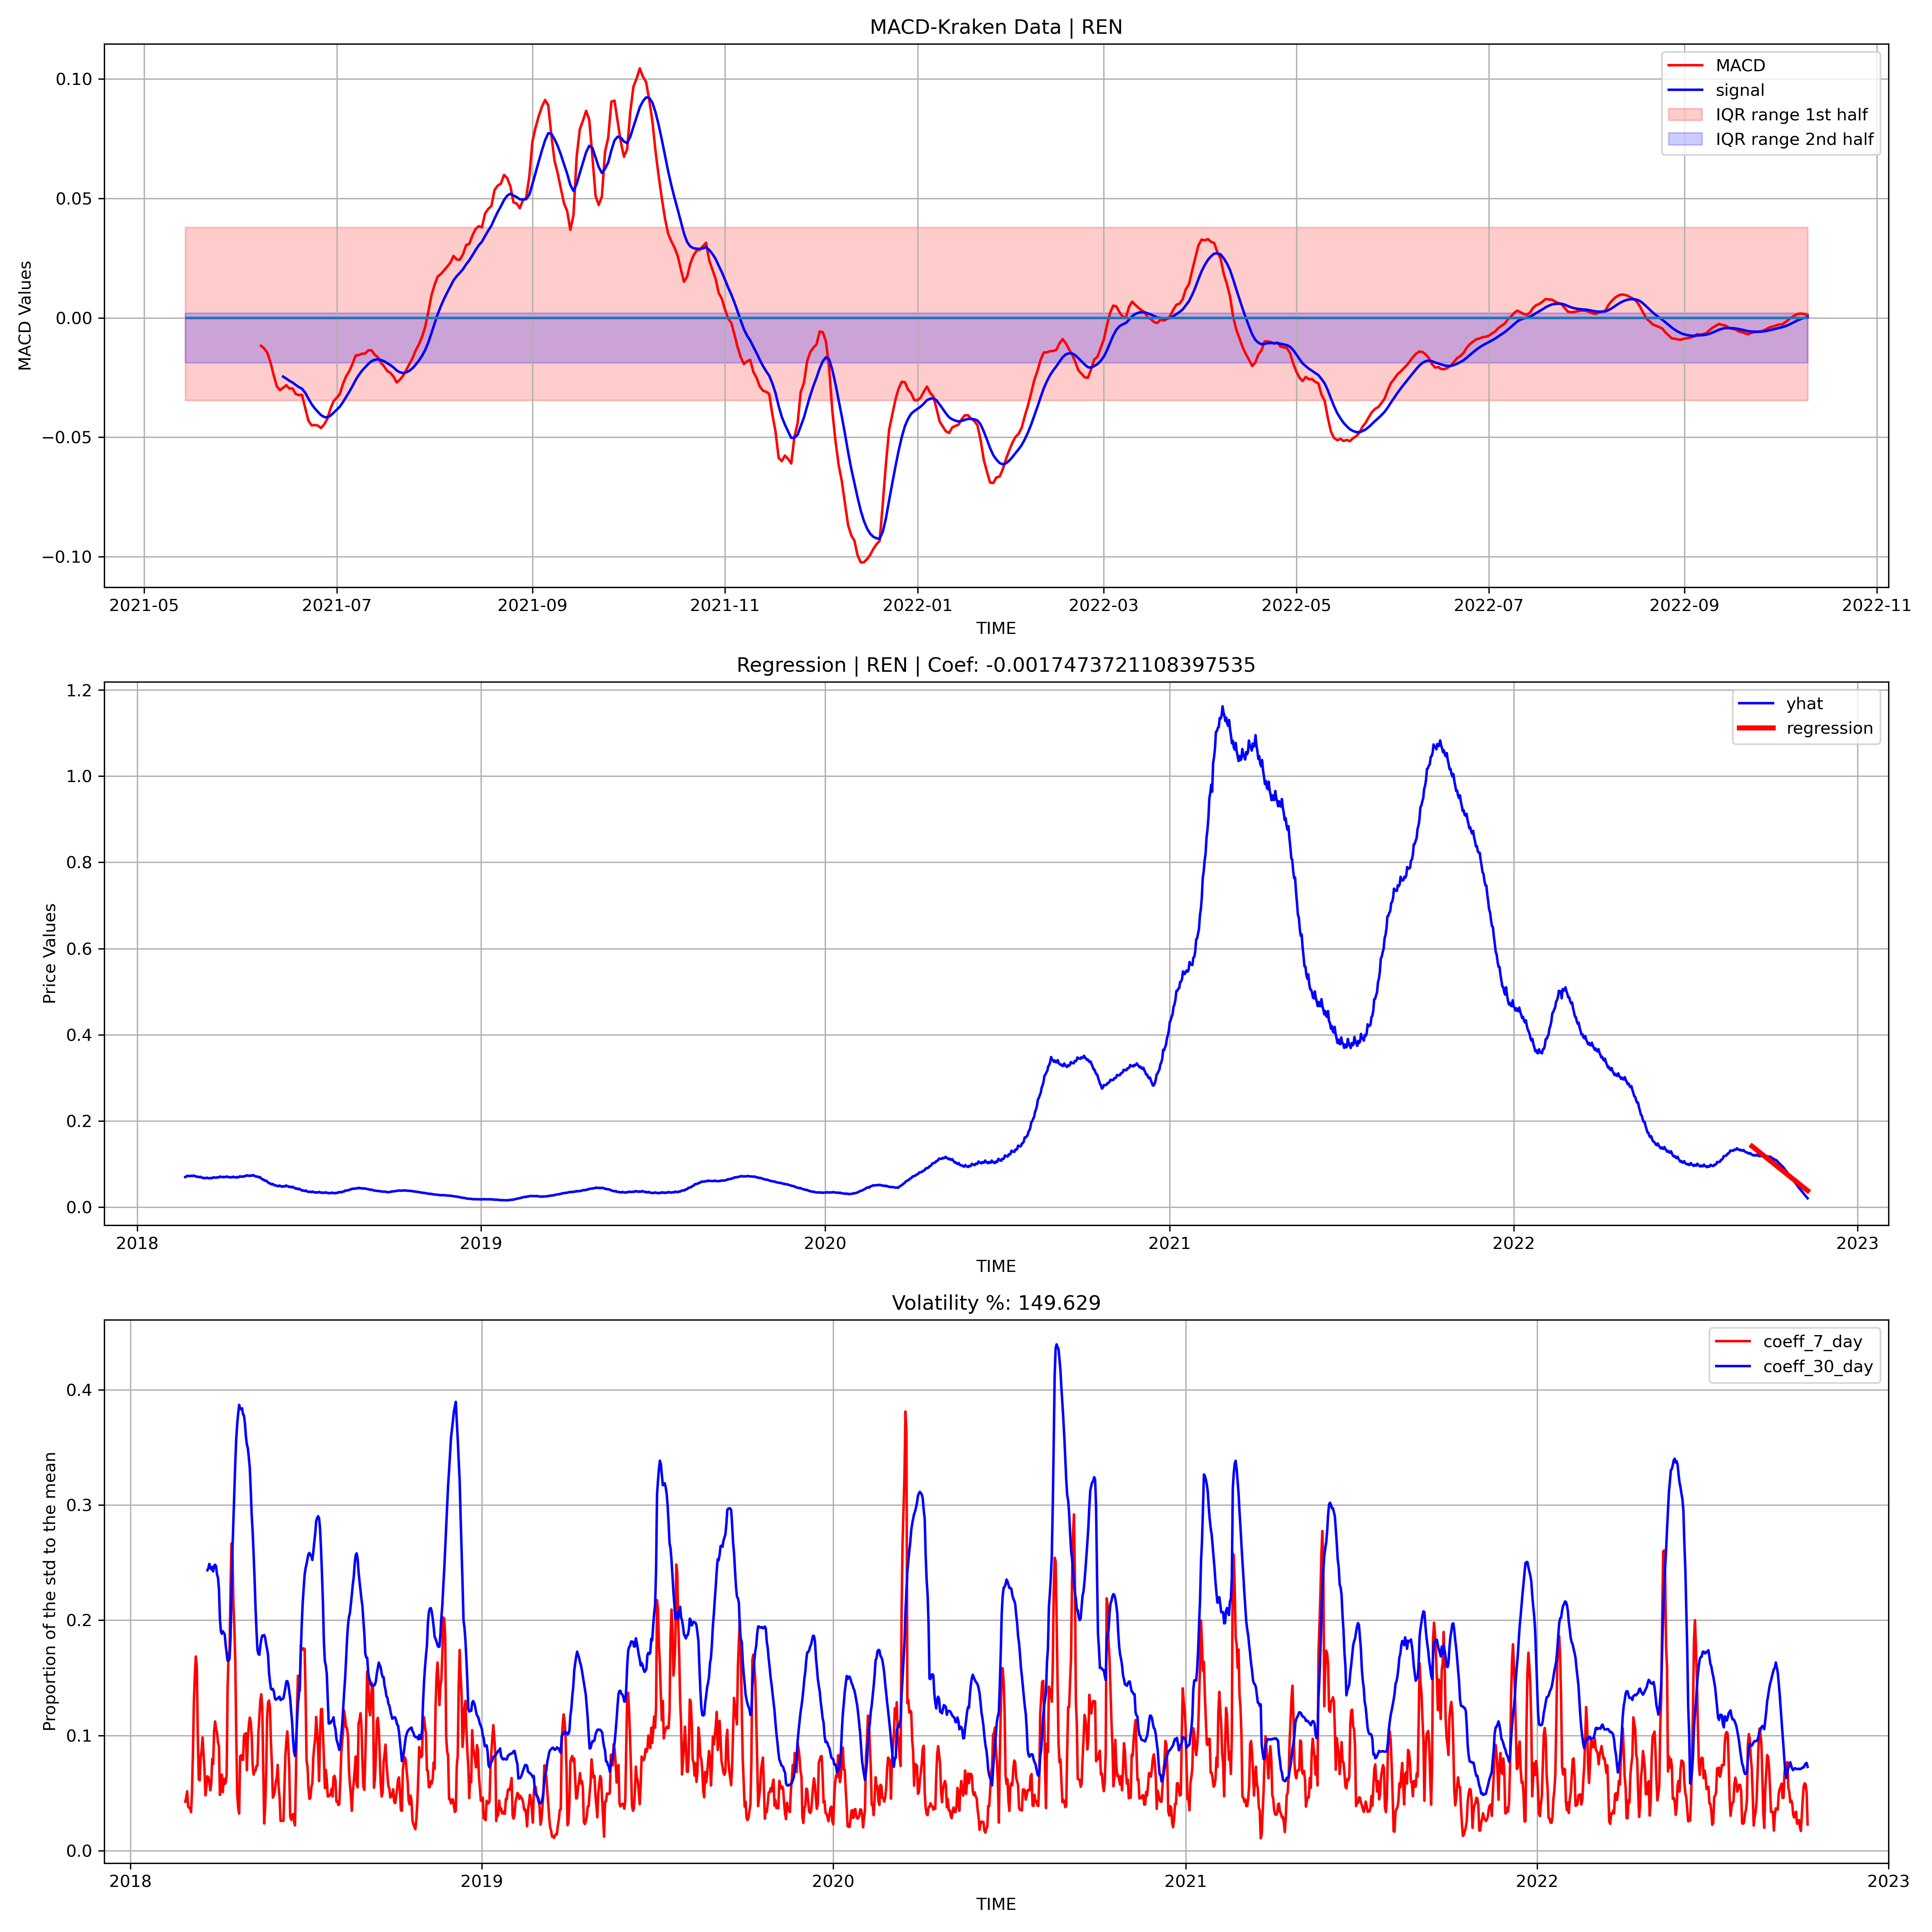 MACD-Kraken Data | REN
MACD
signal
IQR range 1st half
IQR range 2nd half
MACD Values
0.10
0.05
0.00
−0.05
−0.10
2021-05 2021-07 2021-09 2021-11 2022-01 2022-03 2022-05 2022-07 2022-09 2022-11
TIME
Regression | REN | Coef: -0.0017473721108397535
yhat
regression
Price Values
1.2
1.0
0.8
0.6
0.4
0.2
0.0
2018 2019 2020 2021 2022 2023
TIME
Volatility %: 149.629
coeff_7_day
coeff_30_day
Proportion of the std to the mean
0.4
0.3
0.2
0.1
0.0
2018 2019 2020 2021 2022 2023
TIME